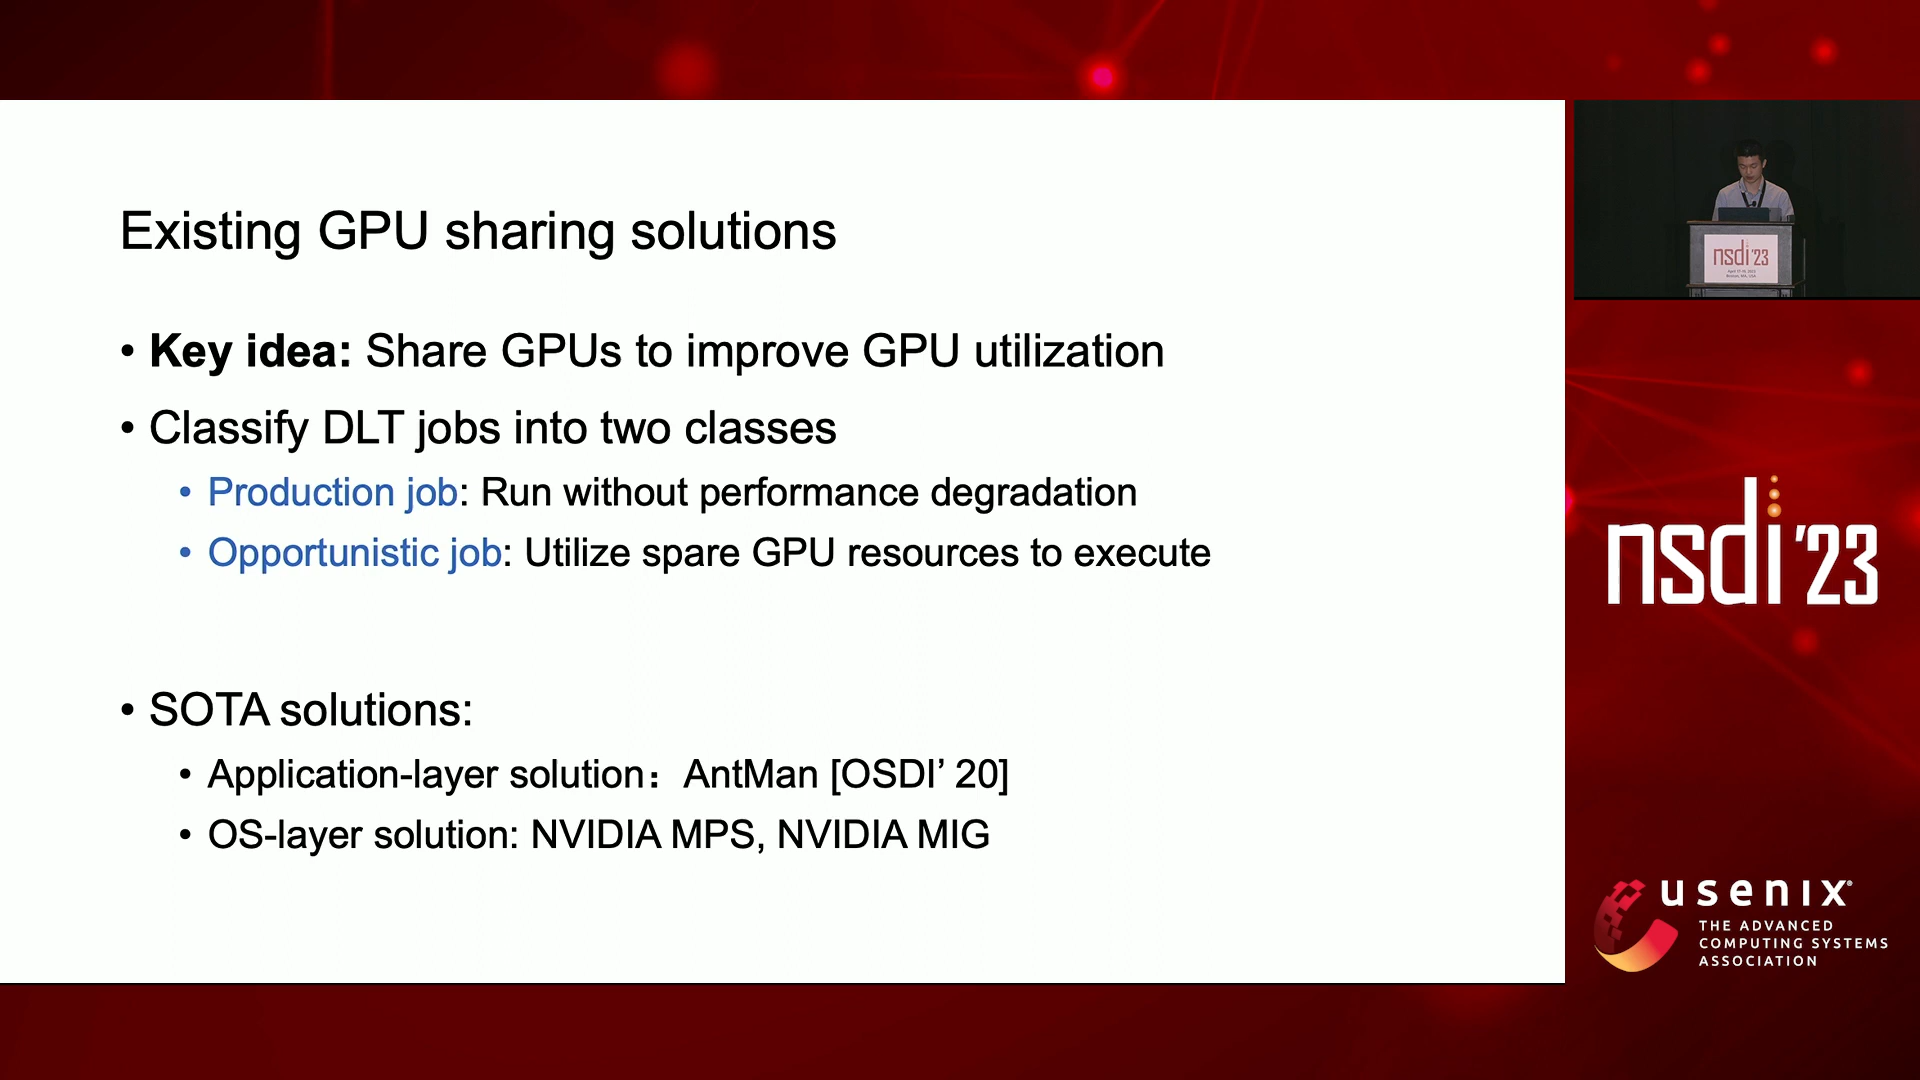 Existing GPU sharing solutions
• Key idea: Share GPUs to improve GPU utilization
• Classify DLT jobs into two classes
• Production job: Run without performance degradation
• Opportunistic job: Utilize spare GPU resources to execute
• SOTA solutions:
• Application-layer solution：AntMan [OSDI’ 20]
• OS-layer solution: NVIDIA MPS, NVIDIA MIG
nsdi '23
nsdi '23
usenix®
THE ADVANCED
COMPUTING SYSTEMS
ASSOCIATION